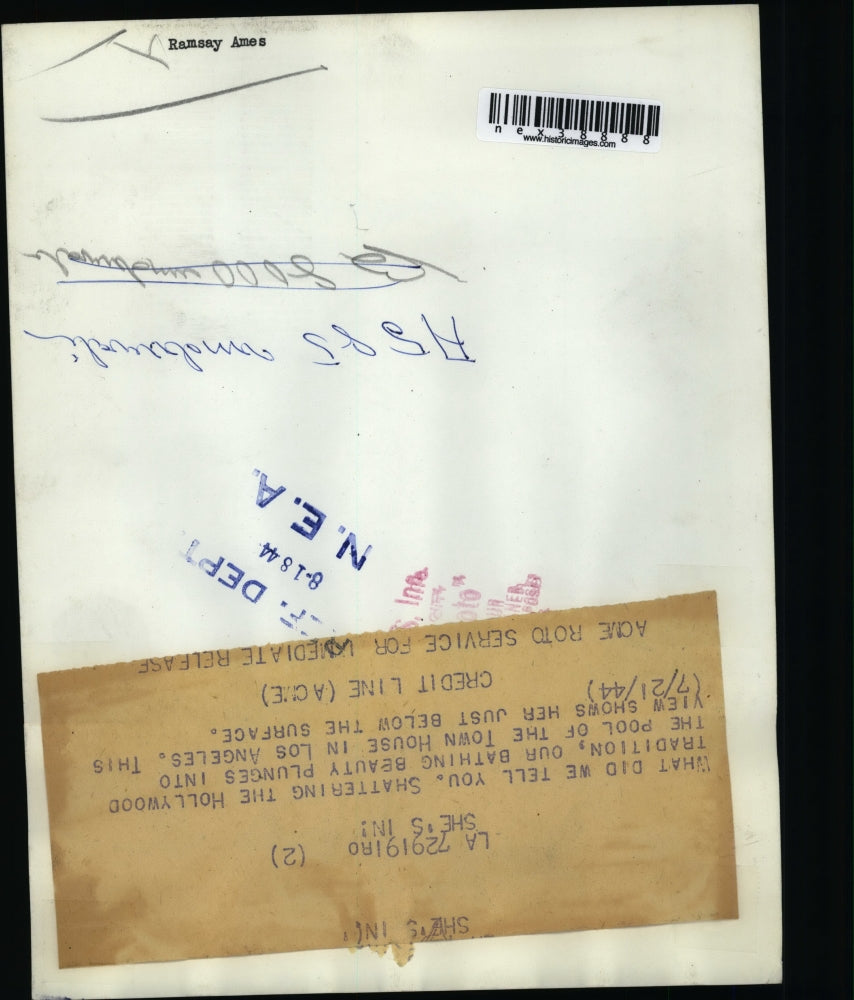 Ramsay Ames
nex38888
www.historicimages.com
N.E.A.
8-18 44
DEPT.
SHE'S IN!
LA 729191RO (2)
SHE'S IN!
WHAT DID WE TELL YOU. SHATTERING THE HOLLYWOOD
TRADITION, OUR BATHING BEAUTY PLUNGES INTO
THE POOL OF THE TOWN HOUSE IN LOS ANGELES. THIS
VIEW SHOWS HER JUST BELOW THE SURFACE.
(7/21/44)
CREDIT LINE (ACME)
ACME ROTO SERVICE FOR IMMEDIATE RELEASE